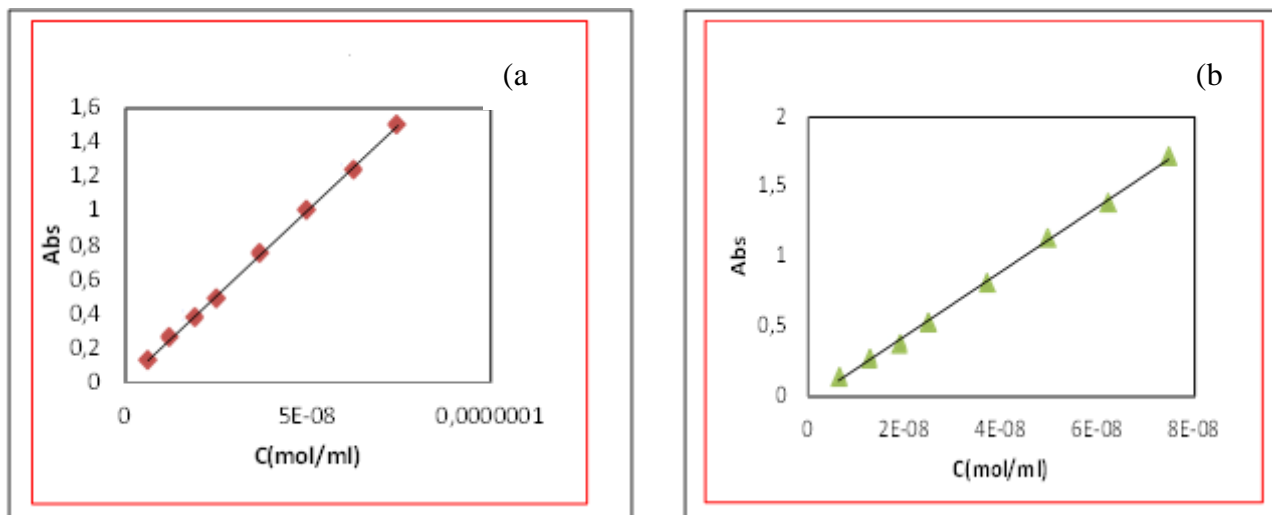 (a
1,6
1,4
1,2
1
0,8
0,6
0,4
0,2
0
Abs
0 5E-08 0,0000001
C(mol/ml)
(b
2
1,5
1
0,5
0
Abs
0 2E-08 4E-08 6E-08 8E-08
C(mol/ml)